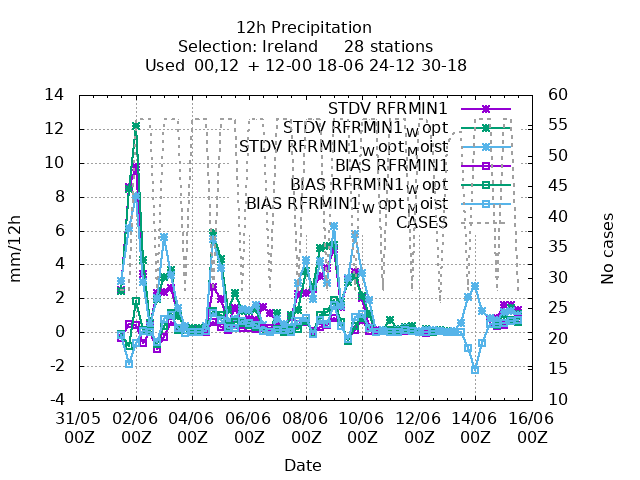 12h Precipitation
Selection: Ireland 28 stations
Used 00,12 + 12-00 18-06 24-12 30-18
STDV RFRMIN1
STDV RFRMIN1_W opt
STDV RFRMIN1_W opt_M oist
BIAS RFRMIN1
BIAS RFRMIN1_W opt
BIAS RFRMIN1_W opt_M oist
CASES
14
12
10
8
6
4
2
0
-2
-4
mm/12h
60
55
50
45
40
35
30
25
20
15
10
No cases
31/05 02/06 04/06 06/06 08/06 10/06 12/06 14/06 16/06
00Z 00Z 00Z 00Z 00Z 00Z 00Z 00Z 00Z
Date